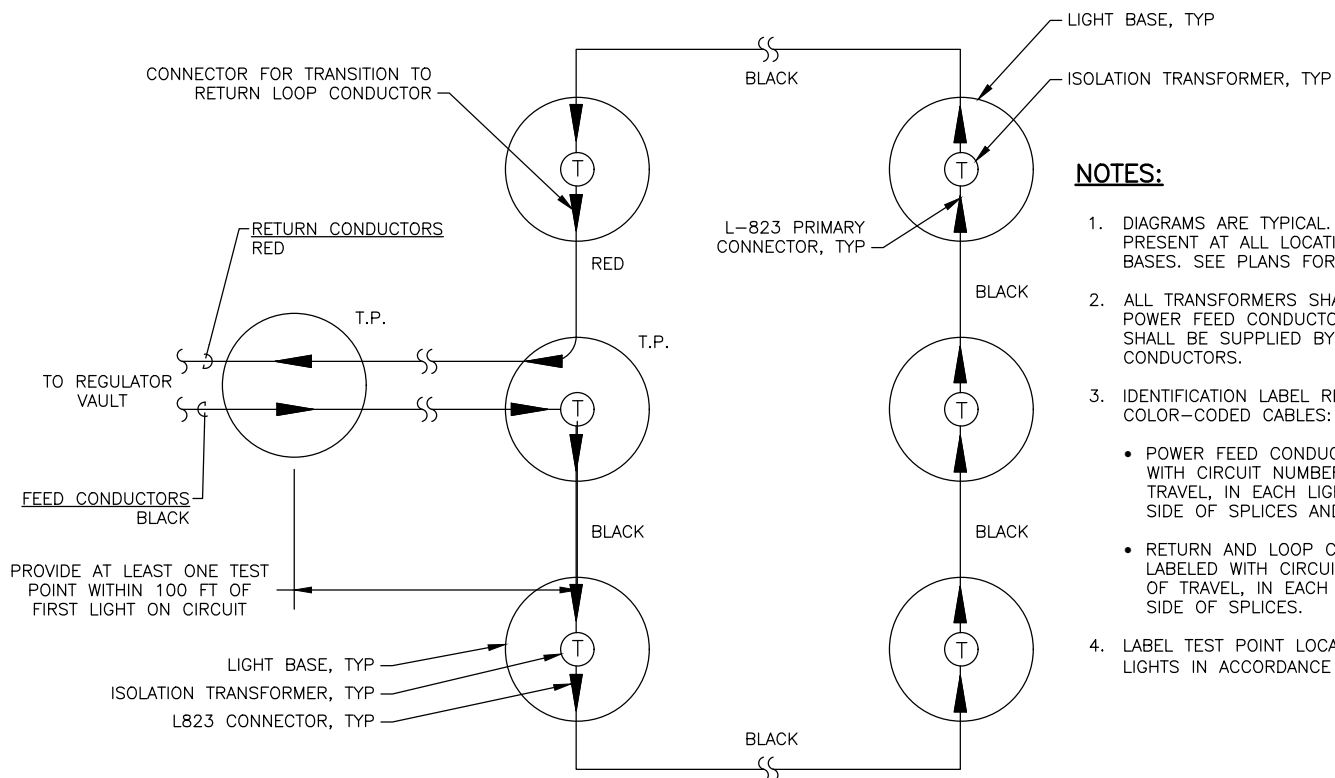 LIGHT BASE, TYP
ISOLATION TRANSFORMER, TYP
BLACK
CONNECTOR FOR TRANSITION TO
RETURN LOOP CONDUCTOR
T
T
L-823 PRIMARY
CONNECTOR, TYP
RETURN CONDUCTORS
RED
RED
BLACK
T.P.
T.P.
TO REGULATOR
VAULT
T
T
FEED CONDUCTORS
BLACK
BLACK
BLACK
PROVIDE AT LEAST ONE TEST
POINT WITHIN 100 FT OF
FIRST LIGHT ON CIRCUIT
T
T
LIGHT BASE, TYP
ISOLATION TRANSFORMER, TYP
L823 CONNECTOR, TYP
BLACK
NOTES:
1. DIAGRAMS ARE TYPICAL.
PRESENT AT ALL LOCATI
BASES. SEE PLANS FOR
2. ALL TRANSFORMERS SHA
POWER FEED CONDUCTO
SHALL BE SUPPLIED BY
CONDUCTORS.
3. IDENTIFICATION LABEL RE
COLOR-CODED CABLES:
• POWER FEED CONDUC
WITH CIRCUIT NUMBER
TRAVEL, IN EACH LIGH
SIDE OF SPLICES AND
• RETURN AND LOOP C
LABELED WITH CIRCUI
OF TRAVEL, IN EACH
SIDE OF SPLICES.
4. LABEL TEST POINT LOCA
LIGHTS IN ACCORDANCE